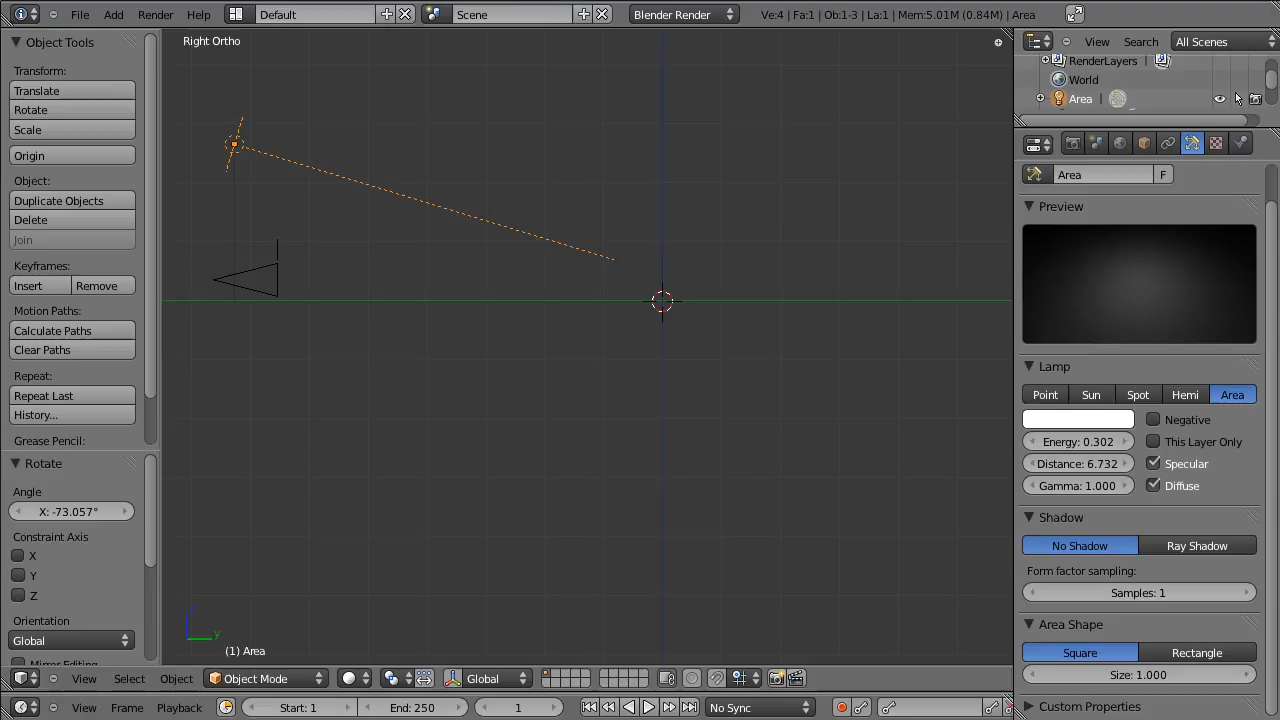 File Add Render Help Default Scene Blender Render Ve:4 | Fa:1 | Ob:1-3 | La:1 | Mem:5.01M (0.84M) | Area
Object Tools
Transform:
Translate
Rotate
Scale
Origin
Object:
Duplicate Objects
Delete
Join
Keyframes:
Insert Remove
Motion Paths:
Calculate Paths
Clear Paths
Repeat:
Repeat Last
History...
Grease Pencil:
Rotate
Angle
X: -73.057°
Constraint Axis
X
Y
Z
Orientation
Global
Mirror Editing
Right Ortho
y
(1) Area
View Select Object Object Mode Global
View Frame Playback Start: 1 End: 250 1 No Sync
View Search All Scenes
RenderLayers |
World
Area |
Area F
Preview
Lamp
Point Sun Spot Hemi Area
Negative
Energy: 0.302 This Layer Only
Distance: 6.732 Specular
Gamma: 1.000 Diffuse
Shadow
No Shadow Ray Shadow
Form factor sampling:
Samples: 1
Area Shape
Square Rectangle
Size: 1.000
Custom Properties